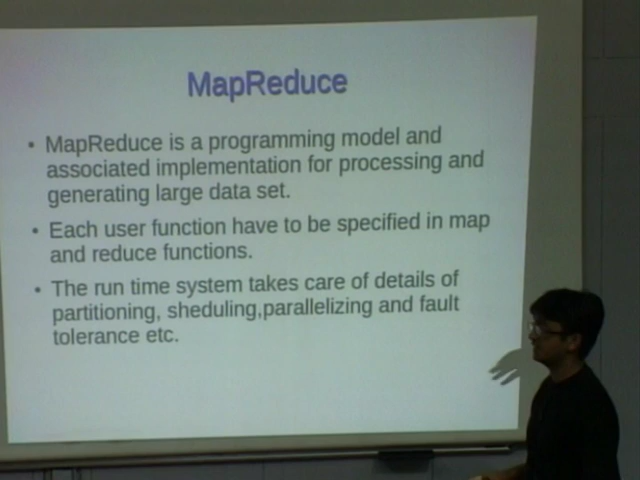 MapReduce
• MapReduce is a programming model and
associated implementation for processing and
generating large data set.
• Each user function have to be specified in map
and reduce functions.
• The run time system takes care of details of
partitioning, sheduling,parallelizing and fault
tolerance etc.